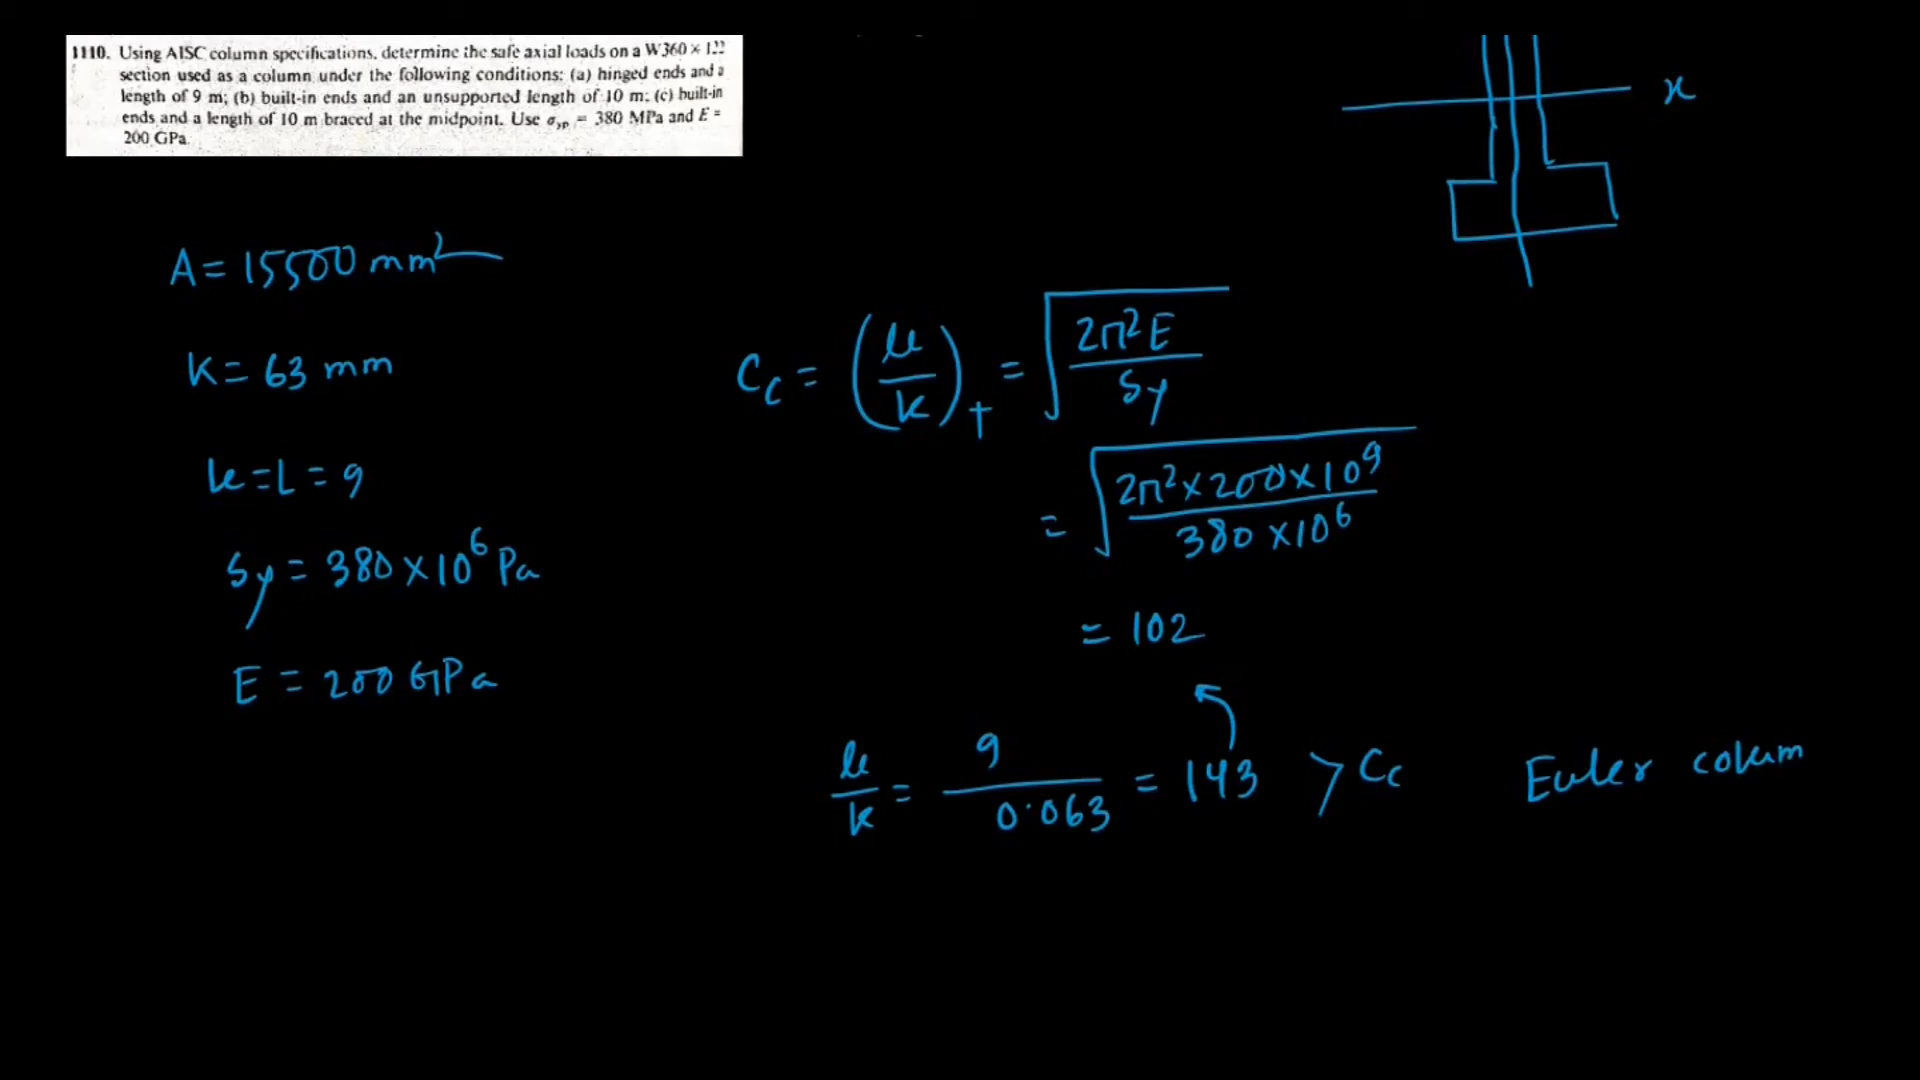 1110. Using AISC column specifications, determine the safe axial loads on a W360 × 122
section used as a column under the following conditions: (a) hinged ends and a
length of 9 m; (b) built-in ends and an unsupported length of 10 m; (c) built-in
ends and a length of 10 m braced at the midpoint. Use σyp = 380 MPa and E =
200 GPa.
x
A = 15500 mm²
K = 63 mm
le = L = 9
Sy = 380 × 10⁶ Pa
E = 200 GPa
Cc = (le/k)T = √(2π²E/Sy)
= √(2π² × 200 × 10⁹/380 × 10⁶)
= 102
le/k = 9/0.063 = 143 > Cc Euler colum